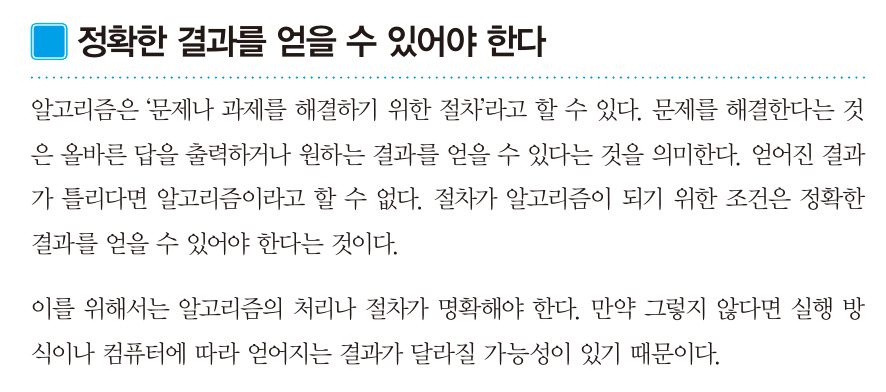 정확한 결과를 얻을 수 있어야 한다
알고리즘은 ‘문제나 과제를 해결하기 위한 절차’라고 할 수 있다. 문제를 해결한다는 것
은 올바른 답을 출력하거나 원하는 결과를 얻을 수 있다는 것을 의미한다. 얻어진 결과
가 틀리다면 알고리즘이라고 할 수 없다. 절차가 알고리즘이 되기 위한 조건은 정확한
결과를 얻을 수 있어야 한다는 것이다.
이를 위해서는 알고리즘의 처리나 절차가 명확해야 한다. 만약 그렇지 않다면 실행 방
식이나 컴퓨터에 따라 얻어지는 결과가 달라질 가능성이 있기 때문이다.